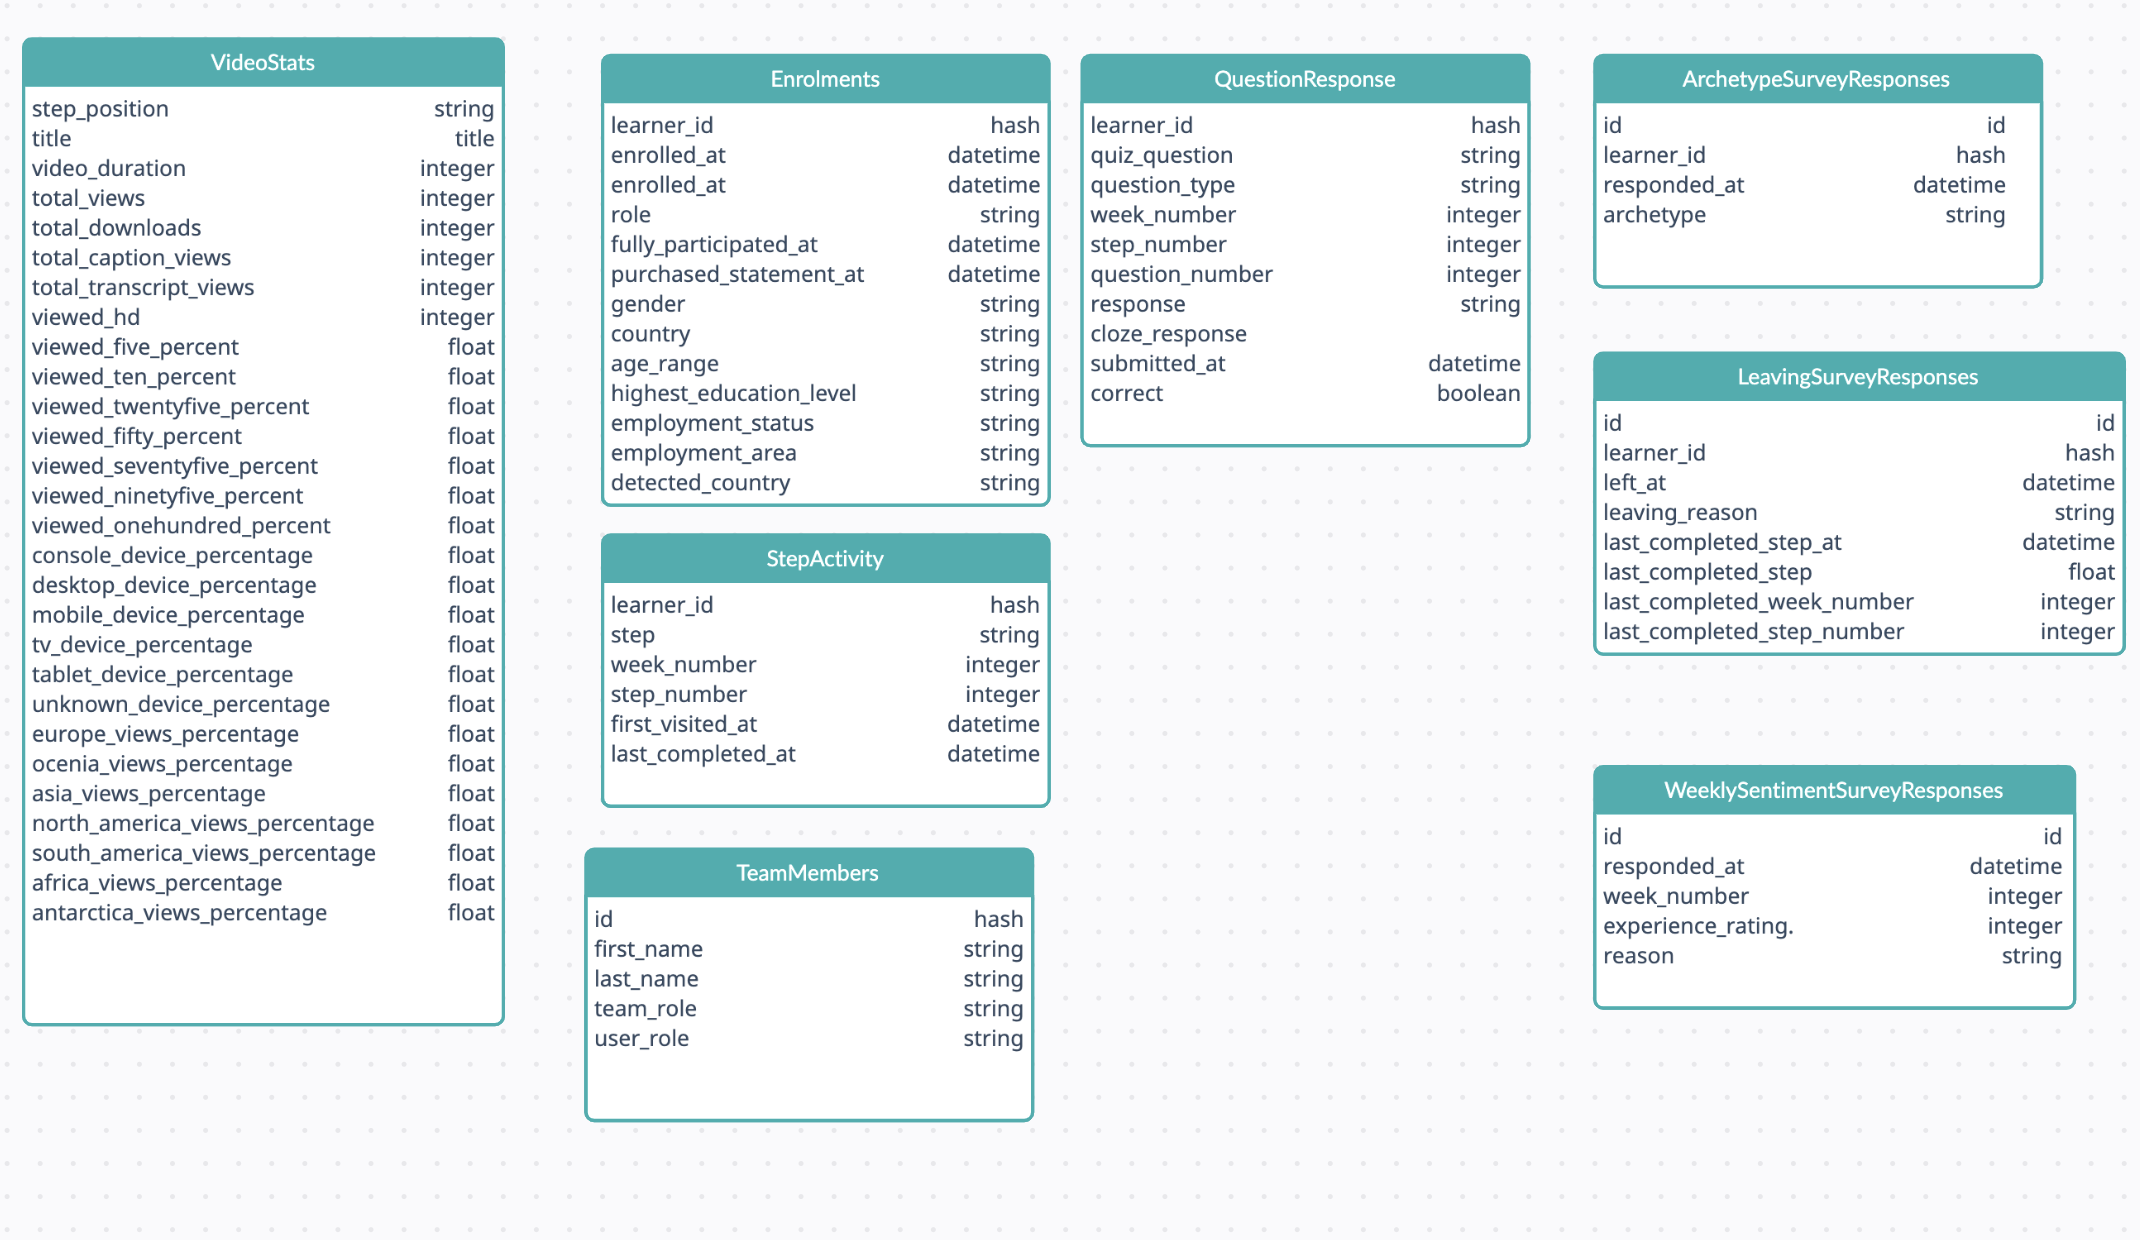 VideoStats
step_position string
title title
video_duration integer
total_views integer
total_downloads integer
total_caption_views integer
total_transcript_views integer
viewed_hd integer
viewed_five_percent float
viewed_ten_percent float
viewed_twentyfive_percent float
viewed_fifty_percent float
viewed_seventyfive_percent float
viewed_ninetyfive_percent float
viewed_onehundred_percent float
console_device_percentage float
desktop_device_percentage float
mobile_device_percentage float
tv_device_percentage float
tablet_device_percentage float
unknown_device_percentage float
europe_views_percentage float
ocenia_views_percentage float
asia_views_percentage float
north_america_views_percentage float
south_america_views_percentage float
africa_views_percentage float
antarctica_views_percentage float
Enrolments
learner_id hash
enrolled_at datetime
enrolled_at datetime
role string
fully_participated_at datetime
purchased_statement_at datetime
gender string
country string
age_range string
highest_education_level string
employment_status string
employment_area string
detected_country string
StepActivity
learner_id hash
step string
week_number integer
step_number integer
first_visited_at datetime
last_completed_at datetime
TeamMembers
id hash
first_name string
last_name string
team_role string
user_role string
QuestionResponse
learner_id hash
quiz_question string
question_type string
week_number integer
step_number integer
question_number integer
response string
cloze_response
submitted_at datetime
correct boolean
ArchetypeSurveyResponses
id id
learner_id hash
responded_at datetime
archetype string
LeavingSurveyResponses
id id
learner_id hash
left_at datetime
leaving_reason string
last_completed_step_at datetime
last_completed_step float
last_completed_week_number integer
last_completed_step_number integer
WeeklySentimentSurveyResponses
id id
responded_at datetime
week_number integer
experience_rating. integer
reason string